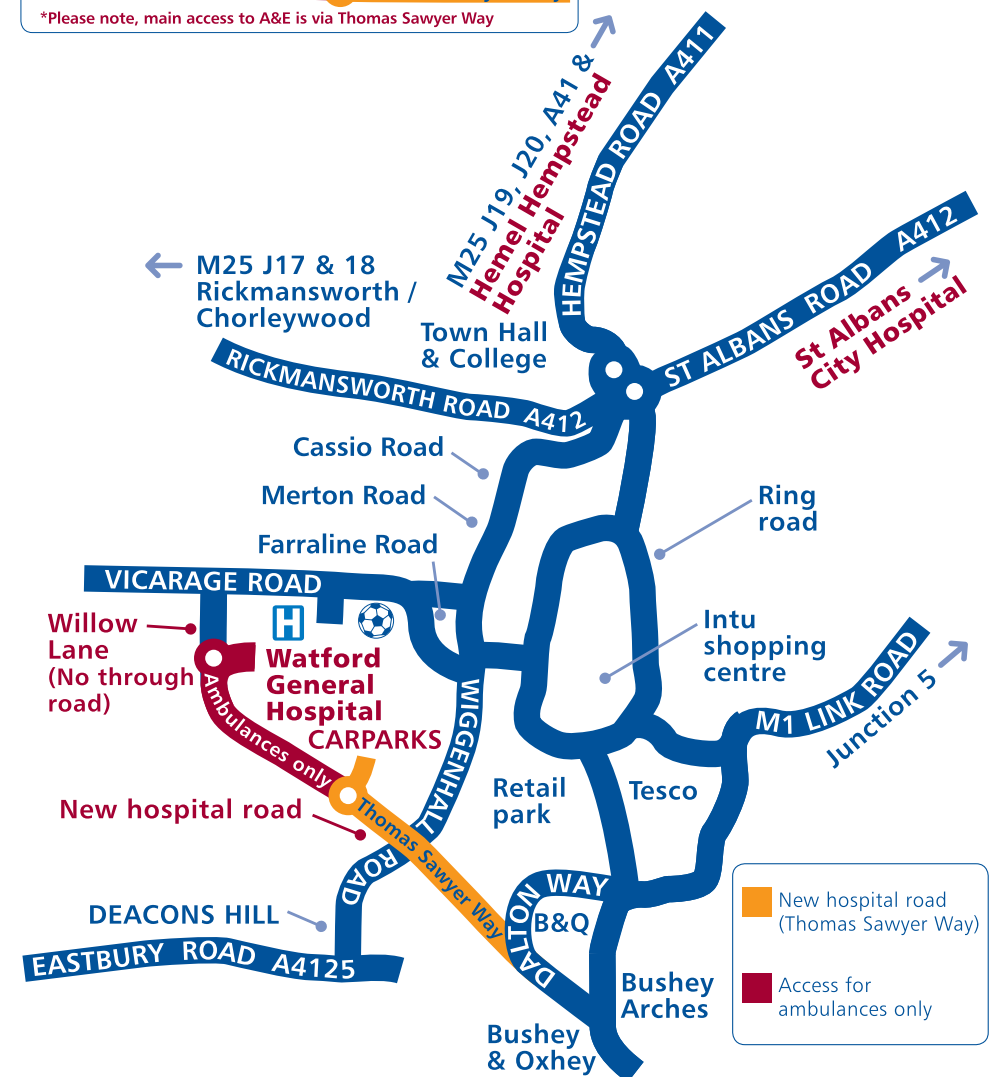 *Please note, main access to A&E is via Thomas Sawyer Way
M25 J19, J20, A41 &
Hemel Hempstead
Hospital
HEMPSTEAD ROAD A411
M25 J17 & 18
Rickmansworth /
Chorleywood
Town Hall
& College
ST ALBANS ROAD A412
St Albans
City Hospital
RICKMANSWORTH ROAD A412
Cassio Road
Merton Road
Farraline Road
Ring
road
VICARAGE ROAD
H
Willow
Lane
(No through
road)
Watford
General
Hospital
CARPARKS
Intu
shopping
centre
M1 LINK ROAD
Junction 5
Ambulances only
WIGGENHALL
ROAD
Retail
park
Tesco
New hospital road
Thomas Sawyer Way
DALTON WAY
B&Q
DEACONS HILL
EASTBURY ROAD A4125
Bushey
Arches
Bushey
& Oxhey
New hospital road
(Thomas Sawyer Way)
Access for
ambulances only